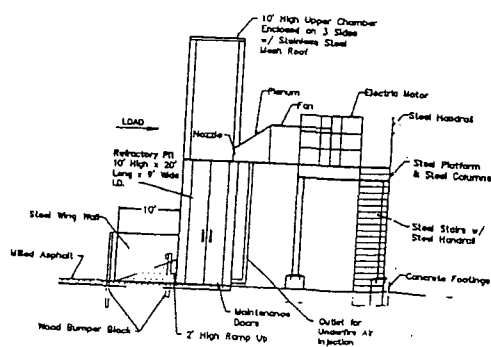 10' High Upper Chamber
Enclosed on 3 Sides
w/ Stainless Steel
Mesh Roof
Plenum
Fan
Electric Motor
LOAD
Steel Handrail
Nozzle
Refractory Pit
10' High x 20'
Long x 9' Wide
I.D.
Steel Platform
& Steel Columns
10'
Steel Wing Wall
Steel Stairs w/
Steel Handrail
Milled Asphalt
Concrete Footings
Maintenance
Doors
Outlet for
Underfire Air
Injection
Wood Bumper Block
2' High Ramp Up